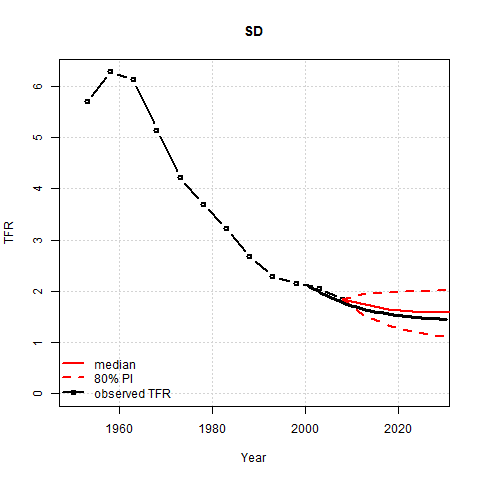 SD
TFR
6
5
4
3
2
1
0
median
80% PI
observed TFR
1960 1980 2000 2020
Year